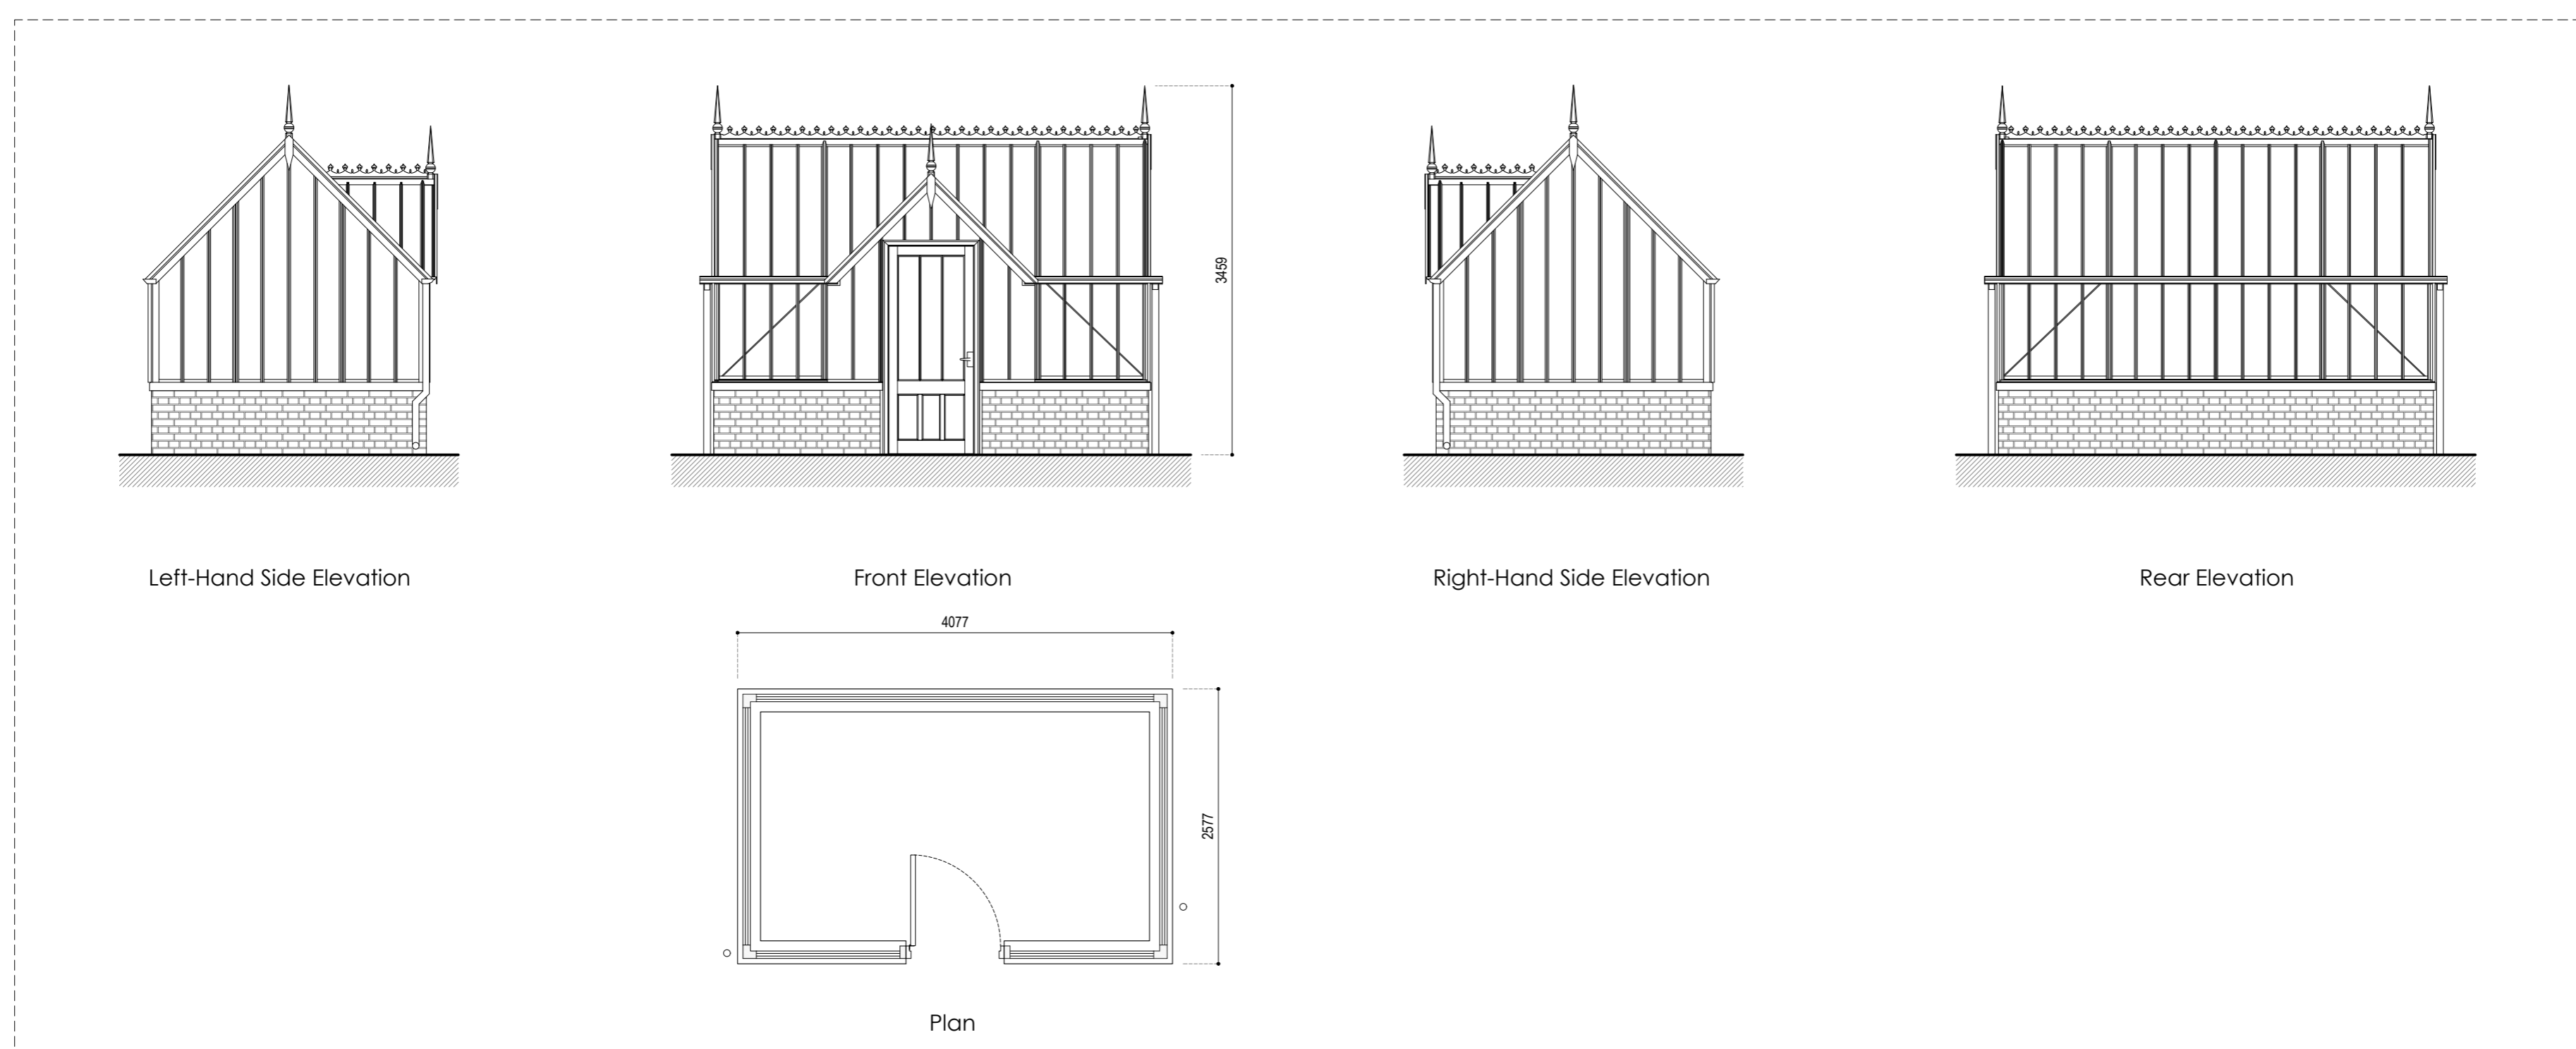 3459
Left-Hand Side Elevation
Front Elevation
Right-Hand Side Elevation
Rear Elevation
4077
2577
Plan